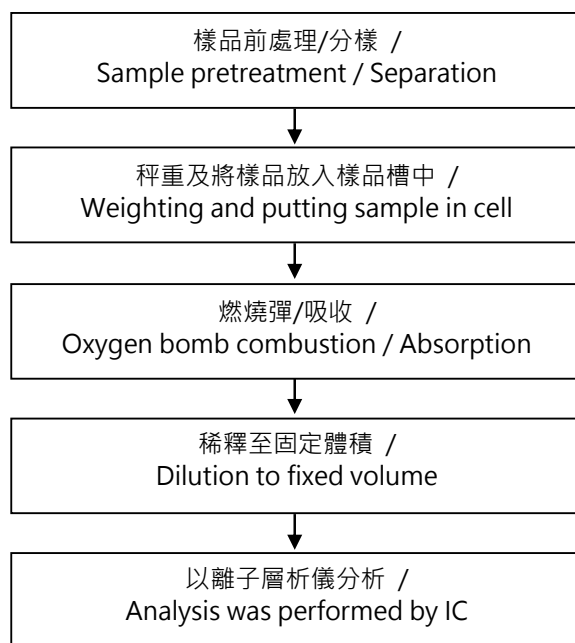 樣品前處理/分樣 /
Sample pretreatment / Separation
秤重及將樣品放入樣品槽中 /
Weighting and putting sample in cell
燃燒彈/吸收 /
Oxygen bomb combustion / Absorption
稀釋至固定體積 /
Dilution to fixed volume
以離子層析儀分析 /
Analysis was performed by IC